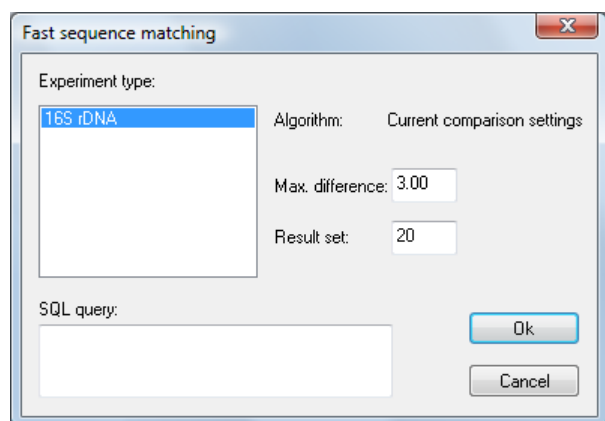 Fast sequence matching
Experiment type:
16S rDNA
Algorithm: Current comparison settings
Max. difference: 3.00
Result set: 20
SQL query:
Ok
Cancel